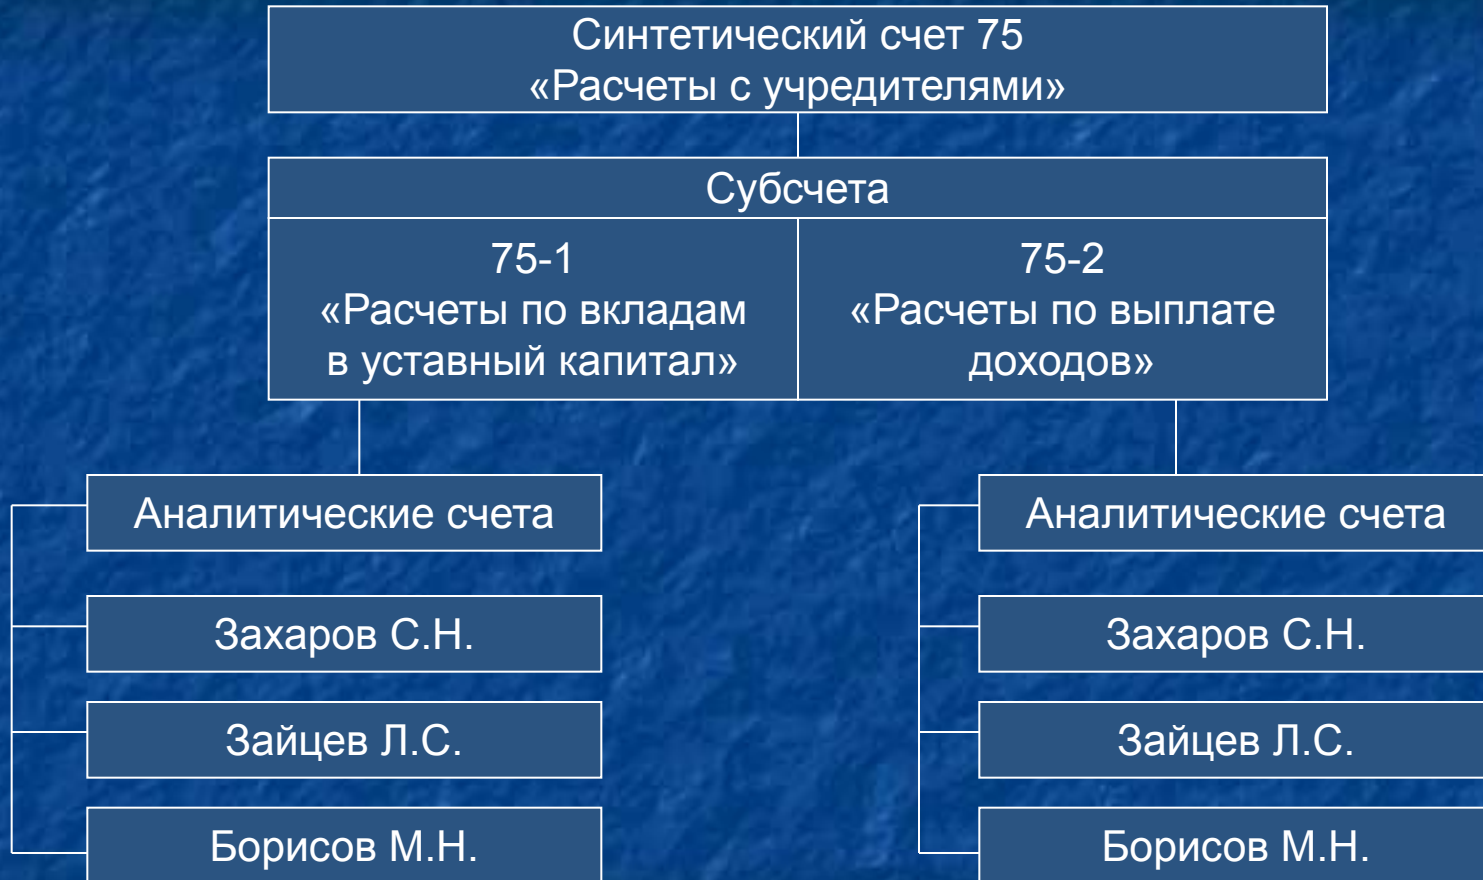 Синтетический счет 75
«Расчеты с учредителями»
Субсчета
75-1
«Расчеты по вкладам
в уставный капитал»
75-2
«Расчеты по выплате
доходов»
Аналитические счета
Захаров С.Н.
Зайцев Л.С.
Борисов М.Н.
Аналитические счета
Захаров С.Н.
Зайцев Л.С.
Борисов М.Н.